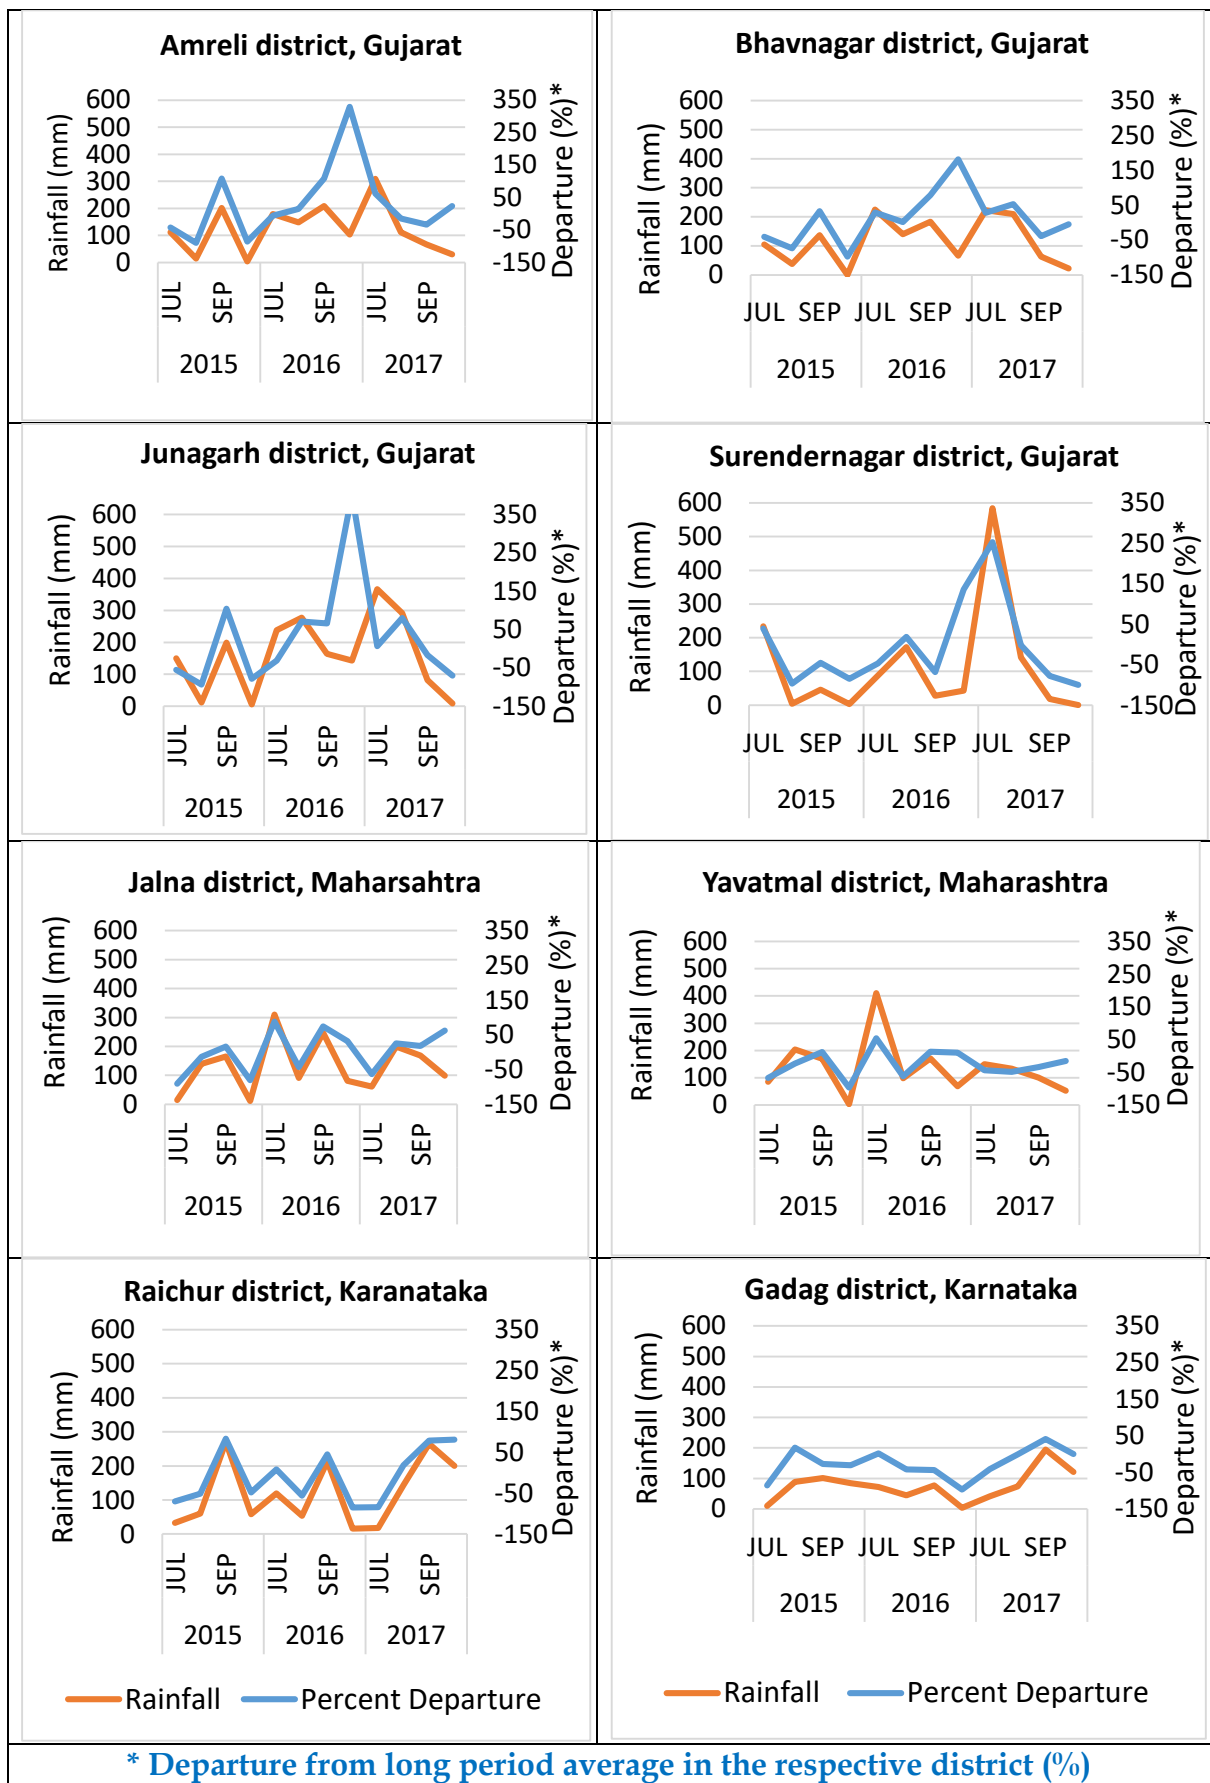 Amreli district, Gujarat
Rainfall (mm)
600
500
400
300
200
100
0
350
250
150
50
-50
-150
Departure (%)*
JUL SEP JUL SEP JUL SEP
2015 2016 2017
Bhavnagar district, Gujarat
Rainfall (mm)
600
500
400
300
200
100
0
350
250
150
50
-50
-150
Departure (%)*
JUL SEP JUL SEP JUL SEP
2015 2016 2017
Junagarh district, Gujarat
Rainfall (mm)
600
500
400
300
200
100
0
350
250
150
50
-50
-150
Departure (%)*
JUL SEP JUL SEP JUL SEP
2015 2016 2017
Surendernagar district, Gujarat
Rainfall (mm)
600
500
400
300
200
100
0
350
250
150
50
-50
-150
Departure (%)*
JUL SEP JUL SEP JUL SEP
2015 2016 2017
Jalna district, Maharsahtra
Rainfall (mm)
600
500
400
300
200
100
0
350
250
150
50
-50
-150
Departure (%)*
JUL SEP JUL SEP JUL SEP
2015 2016 2017
Yavatmal district, Maharashtra
Rainfall (mm)
600
500
400
300
200
100
0
350
250
150
50
-50
-150
Departure (%)*
JUL SEP JUL SEP JUL SEP
2015 2016 2017
Raichur district, Karanataka
Rainfall (mm)
600
500
400
300
200
100
0
350
250
150
50
-50
-150
Departure (%)*
JUL SEP JUL SEP JUL SEP
2015 2016 2017
Rainfall Percent Departure
Gadag district, Karnataka
Rainfall (mm)
600
500
400
300
200
100
0
350
250
150
50
-50
-150
Departure (%)*
JUL SEP JUL SEP JUL SEP
2015 2016 2017
Rainfall Percent Departure
* Departure from long period average in the respective district (%)